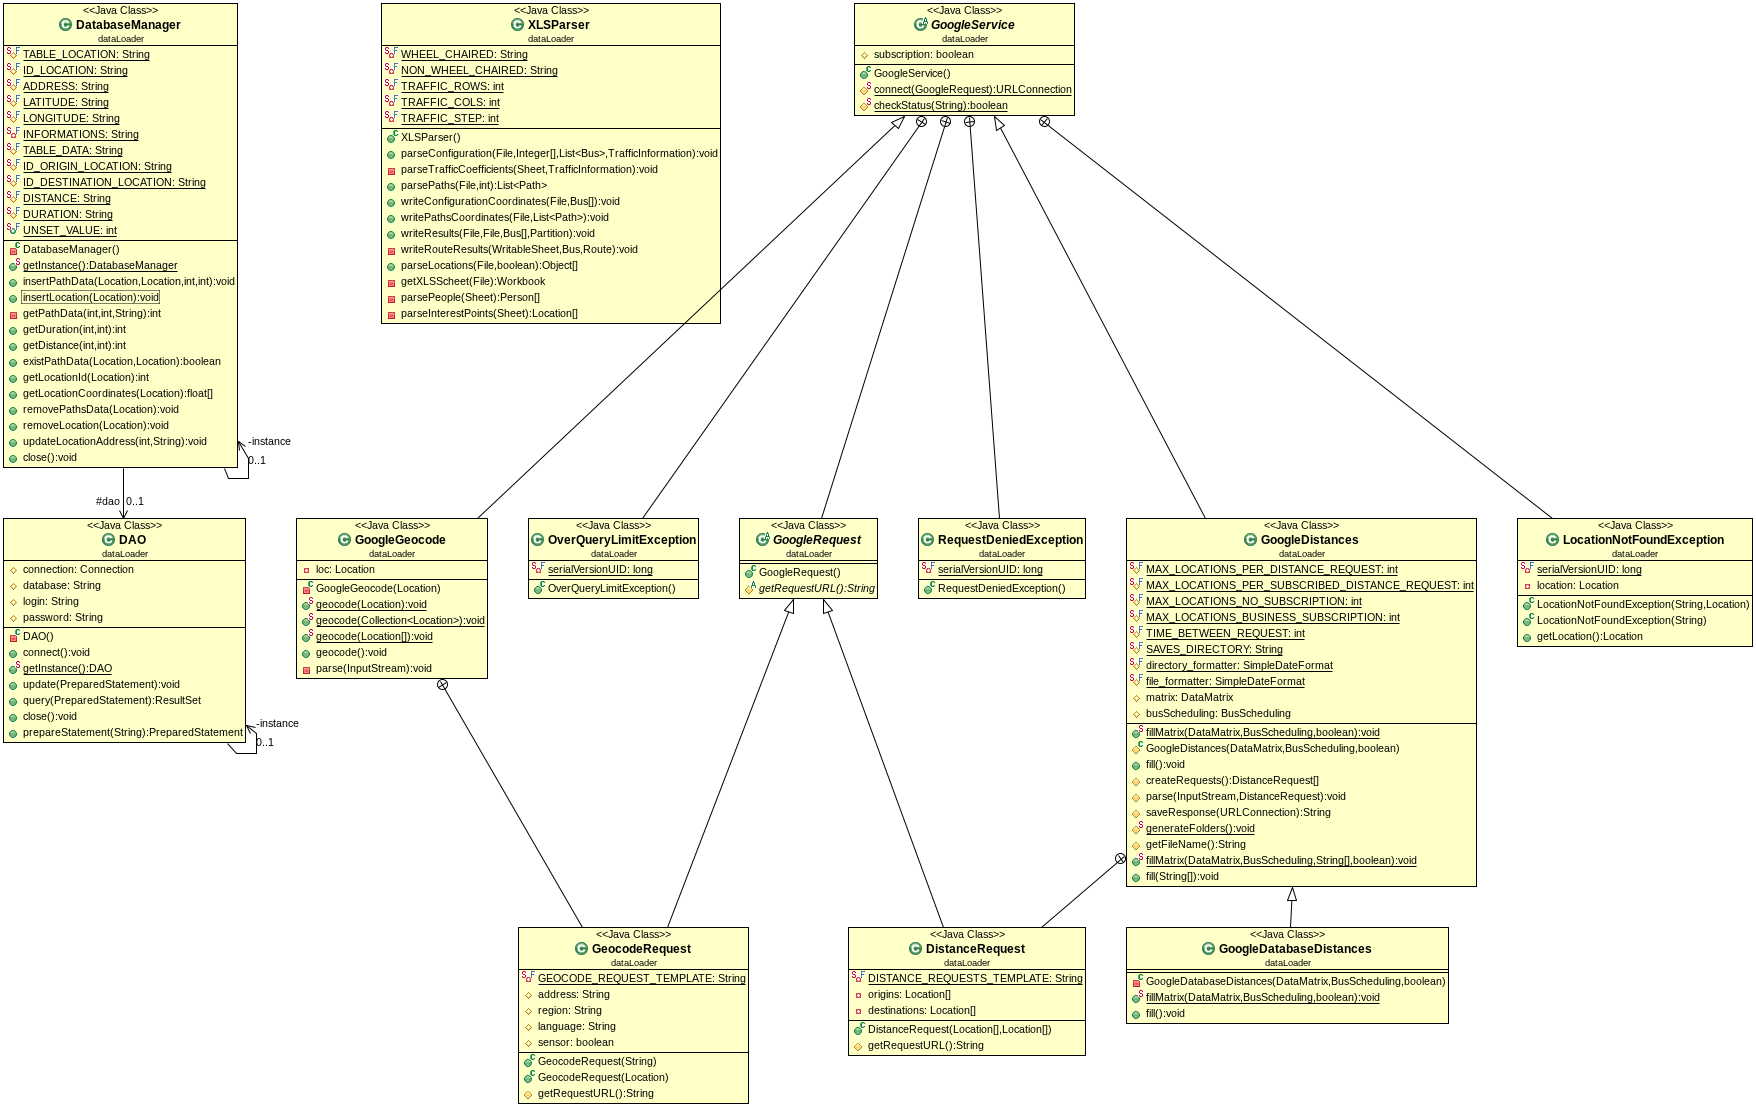 <<Java Class>>
DatabaseManager
dataLoader
TABLE_LOCATION: String
ID_LOCATION: String
ADDRESS: String
LATITUDE: String
LONGITUDE: String
INFORMATIONS: String
TABLE_DATA: String
ID_ORIGIN_LOCATION: String
ID_DESTINATION_LOCATION: String
DISTANCE: String
DURATION: String
UNSET_VALUE: int
DatabaseManager()
getInstance():DatabaseManager
insertPathData(Location,Location,int,int):void
insertLocation(Location):void
getPathData(int,int,String):int
getDuration(int,int):int
getDistance(int,int):int
existPathData(Location,Location):boolean
getLocationId(Location):int
getLocationCoordinates(Location):float[]
removePathsData(Location):void
removeLocation(Location):void
updateLocationAddress(int,String):void
close():void
-instance
0..1
#dao 0..1
<<Java Class>>
XLSParser
dataLoader
WHEEL_CHAIRED: String
NON_WHEEL_CHAIRED: String
TRAFFIC_ROWS: int
TRAFFIC_COLS: int
TRAFFIC_STEP: int
XLSParser()
parseConfiguration(File,Integer[],List<Bus>,TrafficInformation):void
parseTrafficCoefficients(Sheet,TrafficInformation):void
parsePaths(File,int):List<Path>
writeConfigurationCoordinates(File,Bus[]):void
writePathsCoordinates(File,List<Path>):void
writeResults(File,File,Bus[],Partition):void
writeRouteResults(WritableSheet,Bus,Route):void
parseLocations(File,boolean):Object[]
getXLSScheet(File):Workbook
parsePeople(Sheet):Person[]
parseInterestPoints(Sheet):Location[]
<<Java Class>>
GoogleService
dataLoader
subscription: boolean
GoogleService()
connect(GoogleRequest):URLConnection
checkStatus(String):boolean
<<Java Class>>
DAO
dataLoader
connection: Connection
database: String
login: String
password: String
DAO()
connect():void
getInstance():DAO
update(PreparedStatement):void
query(PreparedStatement):ResultSet
close():void
prepareStatement(String):PreparedStatement
-instance
0..1
<<Java Class>>
GoogleGeocode
dataLoader
loc: Location
GoogleGeocode(Location)
geocode(Location):void
geocode(Collection<Location>):void
geocode(Location[]):void
geocode():void
parse(InputStream):void
<<Java Class>>
OverQueryLimitException
dataLoader
serialVersionUID: long
OverQueryLimitException()
<<Java Class>>
GoogleRequest
dataLoader
GoogleRequest()
getRequestURL():String
<<Java Class>>
RequestDeniedException
dataLoader
serialVersionUID: long
RequestDeniedException()
<<Java Class>>
GoogleDistances
dataLoader
MAX_LOCATIONS_PER_DISTANCE_REQUEST: int
MAX_LOCATIONS_PER_SUBSCRIBED_DISTANCE_REQUEST: int
MAX_LOCATIONS_NO_SUBSCRIPTION: int
MAX_LOCATIONS_BUSINESS_SUBSCRIPTION: int
TIME_BETWEEN_REQUEST: int
SAVES_DIRECTORY: String
directory_formatter: SimpleDateFormat
file_formatter: SimpleDateFormat
matrix: DataMatrix
busScheduling: BusScheduling
fillMatrix(DataMatrix,BusScheduling,boolean):void
GoogleDistances(DataMatrix,BusScheduling,boolean)
fill():void
createRequests():DistanceRequest[]
parse(InputStream,DistanceRequest):void
saveResponse(URLConnection):String
generateFolders():void
getFileName():String
fillMatrix(DataMatrix,BusScheduling,String[],boolean):void
fill(String[]):void
<<Java Class>>
LocationNotFoundException
dataLoader
serialVersionUID: long
location: Location
LocationNotFoundException(String,Location)
LocationNotFoundException(String)
getLocation():Location
<<Java Class>>
GeocodeRequest
dataLoader
GEOCODE_REQUEST_TEMPLATE: String
address: String
region: String
language: String
sensor: boolean
GeocodeRequest(String)
GeocodeRequest(Location)
getRequestURL():String
<<Java Class>>
DistanceRequest
dataLoader
DISTANCE_REQUESTS_TEMPLATE: String
origins: Location[]
destinations: Location[]
DistanceRequest(Location[],Location[])
getRequestURL():String
<<Java Class>>
GoogleDatabaseDistances
dataLoader
GoogleDatabaseDistances(DataMatrix,BusScheduling,boolean)
fillMatrix(DataMatrix,BusScheduling,boolean):void
fill():void